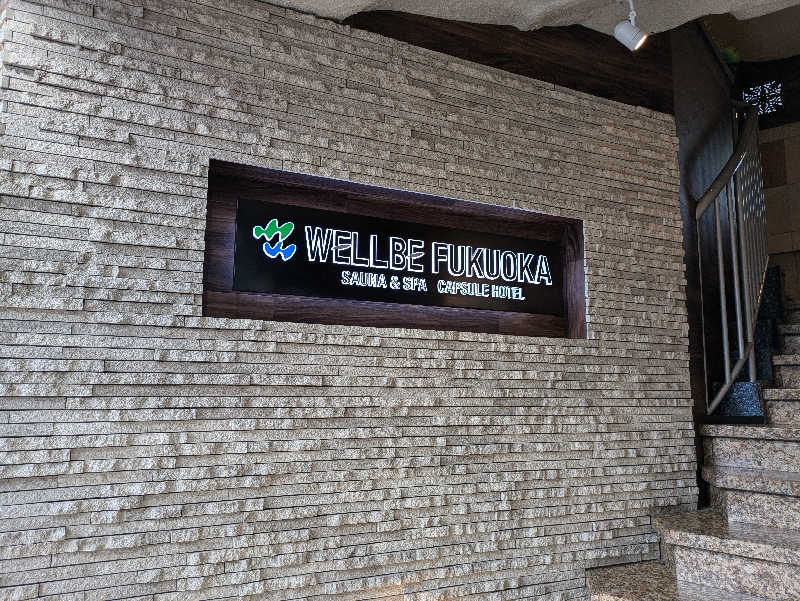 WELLBE FUKUOKA
SAUNA & SPA CAPSULE HOTEL